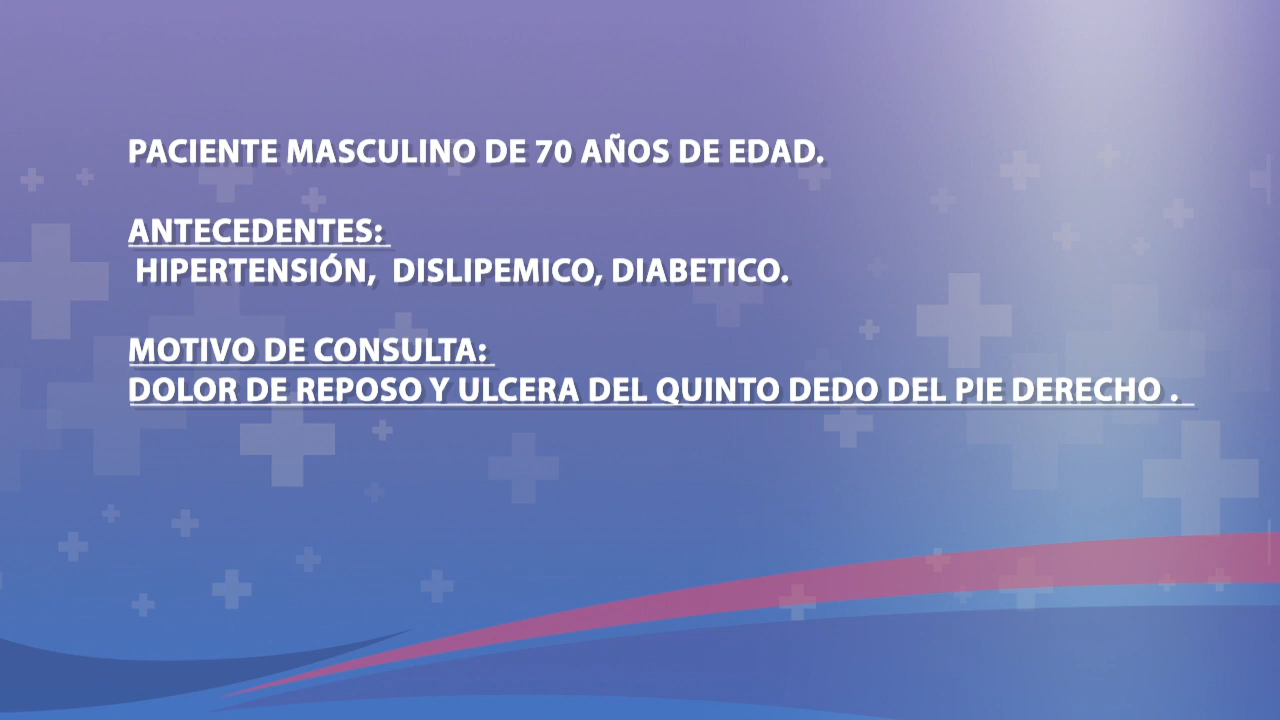 PACIENTE MASCULINO DE 70 AÑOS DE EDAD.
ANTECEDENTES:
HIPERTENSIÓN, DISLIPEMICO, DIABETICO.
MOTIVO DE CONSULTA:
DOLOR DE REPOSO Y ULCERA DEL QUINTO DEDO DEL PIE DERECHO .